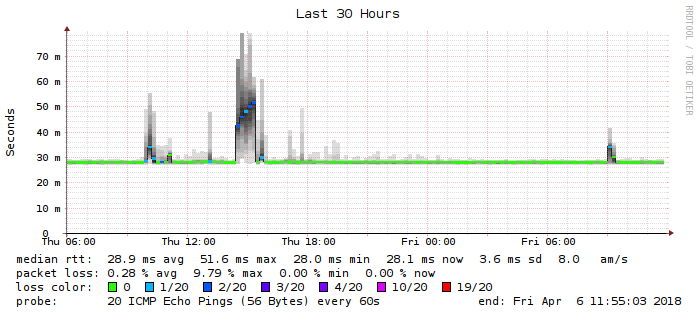 Last 30 Hours
RRDTOOL / TOBI OETIKER
Seconds
70 m
60 m
50 m
40 m
30 m
20 m
10 m
0
Thu 06:00 Thu 12:00 Thu 18:00 Fri 00:00 Fri 06:00
median rtt: 28.9 ms avg 51.6 ms max 28.0 ms min 28.1 ms now 3.6 ms sd 8.0 am/s
packet loss: 0.28 % avg 9.79 % max 0.00 % min 0.00 % now
loss color: 0 1/20 2/20 3/20 4/20 10/20 19/20
probe: 20 ICMP Echo Pings (56 Bytes) every 60s end: Fri Apr 6 11:55:03 2018